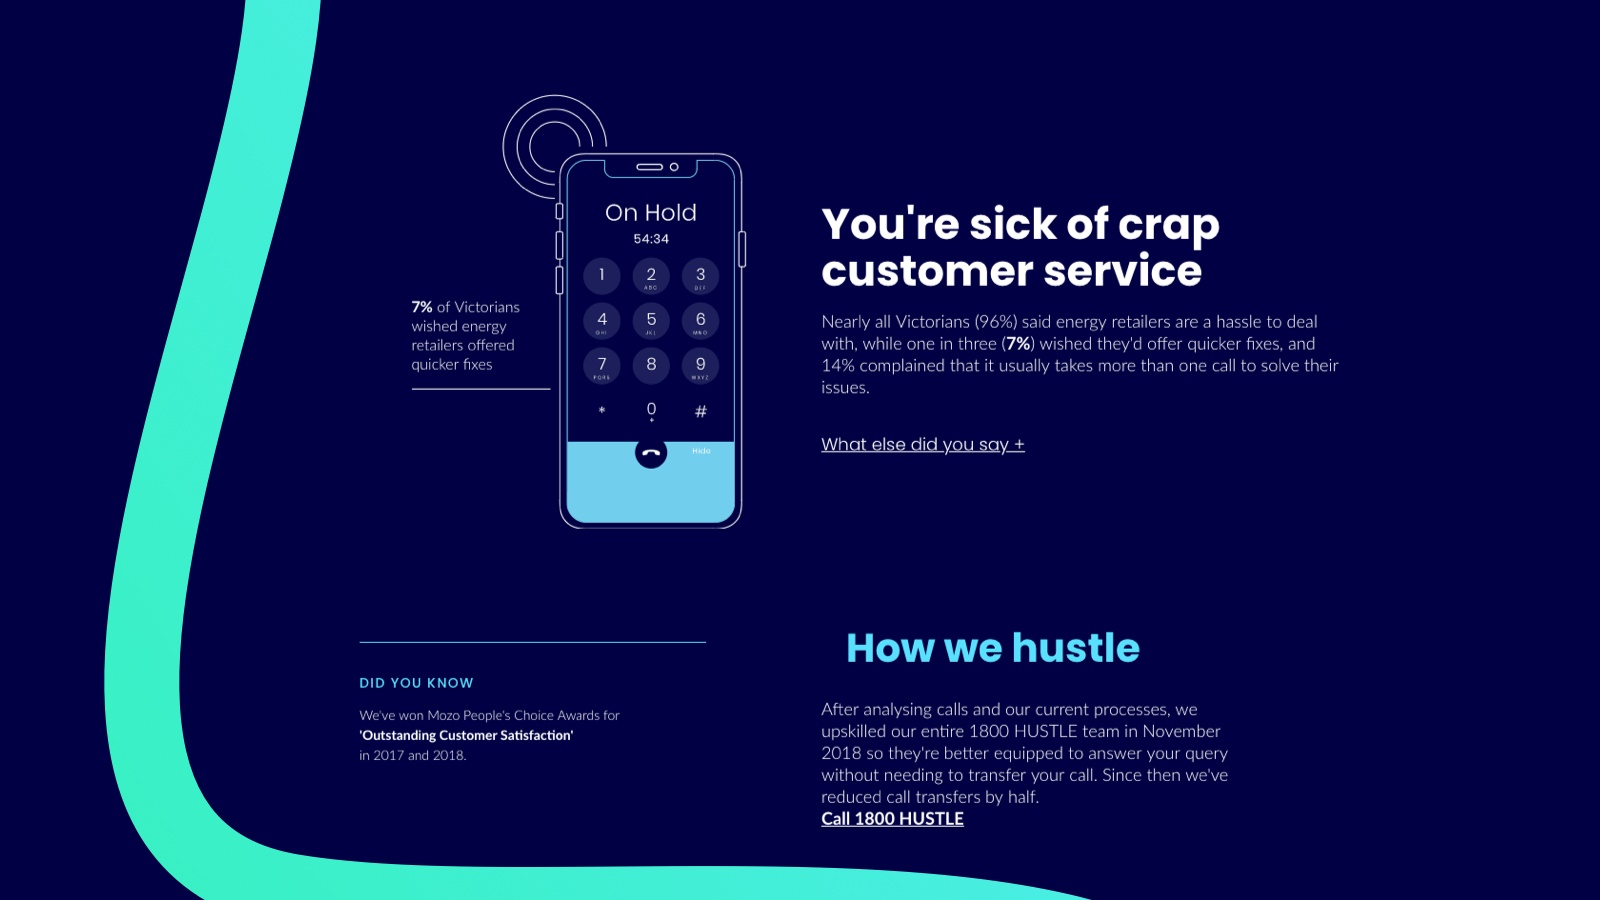 On Hold
54:34
1
2
ABC
3
DEF
4
GHI
5
JKL
6
MNO
7
PQRS
8
9
WXYZ
*
0
+
#
Hide
7% of Victorians
wished energy
retailers offered
quicker fixes
You're sick of crap
customer service
Nearly all Victorians (96%) said energy retailers are a hassle to deal
with, while one in three (7%) wished they'd offer quicker fixes, and
14% complained that it usually takes more than one call to solve their
issues.
What else did you say +
DID YOU KNOW
We've won Mozo People's Choice Awards for
'Outstanding Customer Satisfaction'
in 2017 and 2018.
How we hustle
After analysing calls and our current processes, we
upskilled our entire 1800 HUSTLE team in November
2018 so they're better equipped to answer your query
without needing to transfer your call. Since then we've
reduced call transfers by half.
Call 1800 HUSTLE